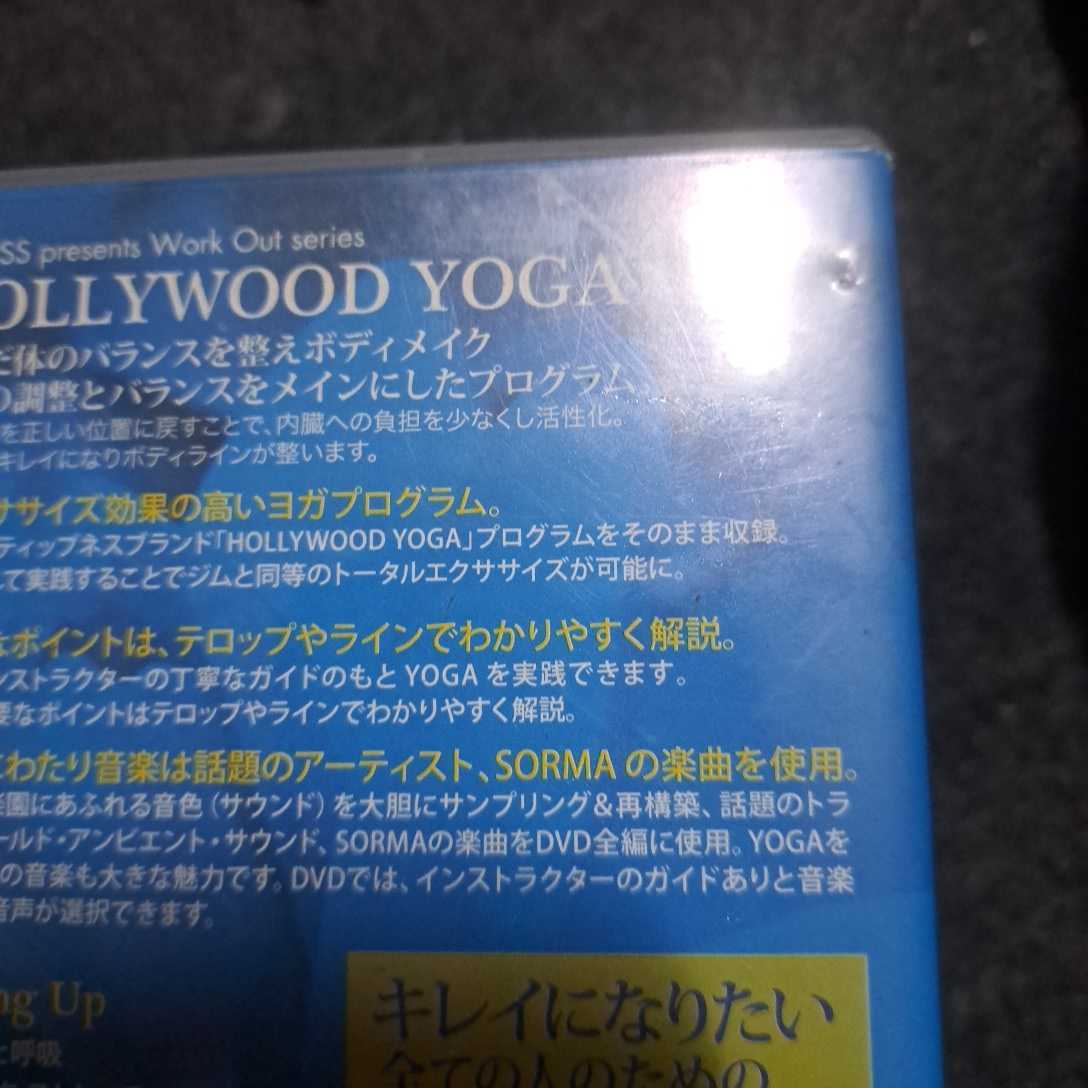 SS presents Work Out series
OLLYWOOD YOGA
体のバランスを整えボディメイク
の調整とバランスをメインにしたプログラム
を正しい位置に戻すことで、内臓への負担を少なくし活性化。
キレイになりボディラインが整います。
ササイズ効果の高いヨガプログラム。
ティップネスブランド「HOLLYWOOD YOGA」プログラムをそのまま収録。
て実践することでジムと同等のトータルエクササイズが可能に。
なポイントは、テロップやラインでわかりやすく解説。
ンストラクターの丁寧なガイドのもとYOGAを実践できます。
要なポイントはテロップやラインでわかりやすく解説。
わたり音楽は話題のアーティスト、SORMAの楽曲を使用。
楽園にあふれる音色（サウンド）を大胆にサンプリング＆再構築、話題のトラ
ールド・アンビエント・サウンド、SORMAの楽曲をDVD全編に使用。YOGAを
の音楽も大きな魅力です。DVDでは、インストラクターのガイドありと音楽
音声が選択できます。
ng Up
と呼吸
キレイになりたい
全ての人のための